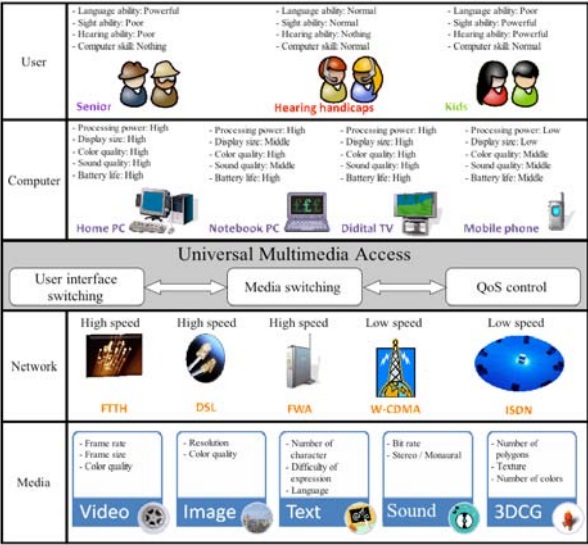 User
- Language ability: Powerful
- Sight ability: Poor
- Hearing ability: Poor
- Computer skill: Nothing
Senior
- Language ability: Normal
- Sight ability: Normal
- Hearing ability: Nothing
- Computer skill: Normal
Hearing handicaps
- Language ability: Poor
- Sight ability: Powerful
- Hearing ability: Powerful
- Computer skill: Normal
Kids
Computer
- Processing power: High
- Display size: High
- Color quality: High
- Sound quality: High
- Battery life: High
Home PC
- Processing power: High
- Display size: Middle
- Color quality: High
- Sound quality: Middle
- Battery life: High
Notebook PC
- Processing power: High
- Display size: High
- Color quality: High
- Sound quality: High
- Battery life: High
Didital TV
- Processing power: Low
- Display size: Low
- Color quality: Middle
- Sound quality: Middle
- Battery life: Middle
Mobile phone
Universal Multimedia Access
User interface
switching
Media switching
QoS control
Network
High speed
FTTH
High speed
DSL
High speed
FWA
Low speed
W-CDMA
Low speed
ISDN
Media
- Frame rate
- Frame size
- Color quality
Video
- Resolution
- Color quality
Image
- Number of
character
- Difficulty of
expression
- Language
Text
- Bit rate
- Stereo / Monaural
Sound
- Number of
polygons
- Texture
- Number of colors
3DCG